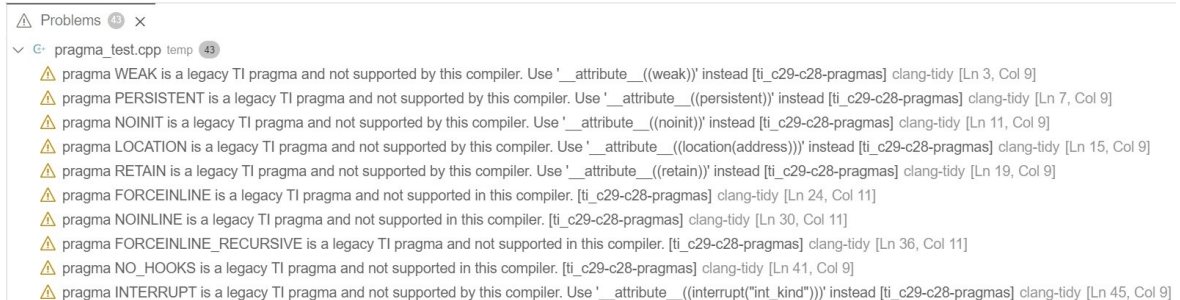 Problems 43 ×
pragma_test.cpp temp 43
pragma WEAK is a legacy TI pragma and not supported by this compiler. Use '__attribute__((weak))' instead [ti_c29-c28-pragmas] clang-tidy [Ln 3, Col 9]
pragma PERSISTENT is a legacy TI pragma and not supported by this compiler. Use '__attribute__((persistent))' instead [ti_c29-c28-pragmas] clang-tidy [Ln 7, Col 9]
pragma NOINIT is a legacy TI pragma and not supported by this compiler. Use '__attribute__((noinit))' instead [ti_c29-c28-pragmas] clang-tidy [Ln 11, Col 9]
pragma LOCATION is a legacy TI pragma and not supported by this compiler. Use '__attribute__((location(address)))' instead [ti_c29-c28-pragmas] clang-tidy [Ln 15, Col 9]
pragma RETAIN is a legacy TI pragma and not supported by this compiler. Use '__attribute__((retain))' instead [ti_c29-c28-pragmas] clang-tidy [Ln 19, Col 9]
pragma FORCEINLINE is a legacy TI pragma and not supported in this compiler. [ti_c29-c28-pragmas] clang-tidy [Ln 24, Col 11]
pragma NOINLINE is a legacy TI pragma and not supported in this compiler. [ti_c29-c28-pragmas] clang-tidy [Ln 30, Col 11]
pragma FORCEINLINE_RECURSIVE is a legacy TI pragma and not supported in this compiler. [ti_c29-c28-pragmas] clang-tidy [Ln 36, Col 11]
pragma NO_HOOKS is a legacy TI pragma and not supported in this compiler. [ti_c29-c28-pragmas] clang-tidy [Ln 41, Col 9]
pragma INTERRUPT is a legacy TI pragma and not supported by this compiler. Use '__attribute__((interrupt("int_kind")))' instead [ti_c29-c28-pragmas] clang-tidy [Ln 45, Col 9]